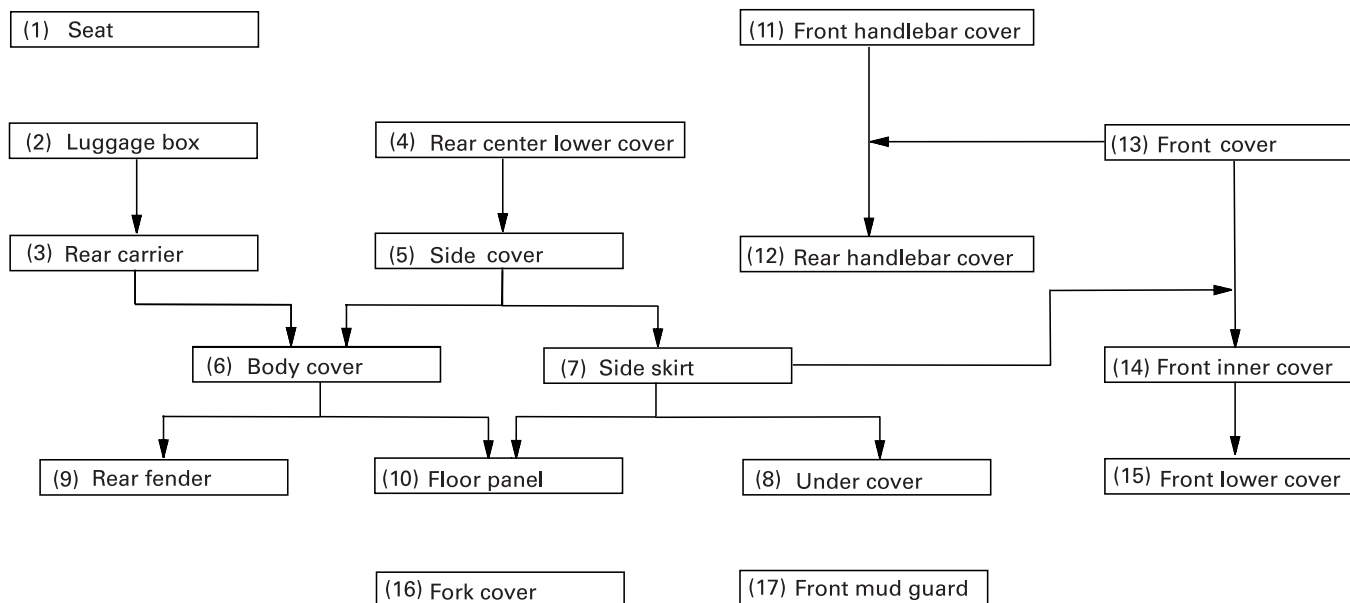 (1) Seat
(11) Front handlebar cover
(2) Luggage box
(4) Rear center lower cover
(13) Front cover
(3) Rear carrier
(5) Side cover
(12) Rear handlebar cover
(6) Body cover
(7) Side skirt
(14) Front inner cover
(9) Rear fender
(10) Floor panel
(8) Under cover
(15) Front lower cover
(16) Fork cover
(17) Front mud guard